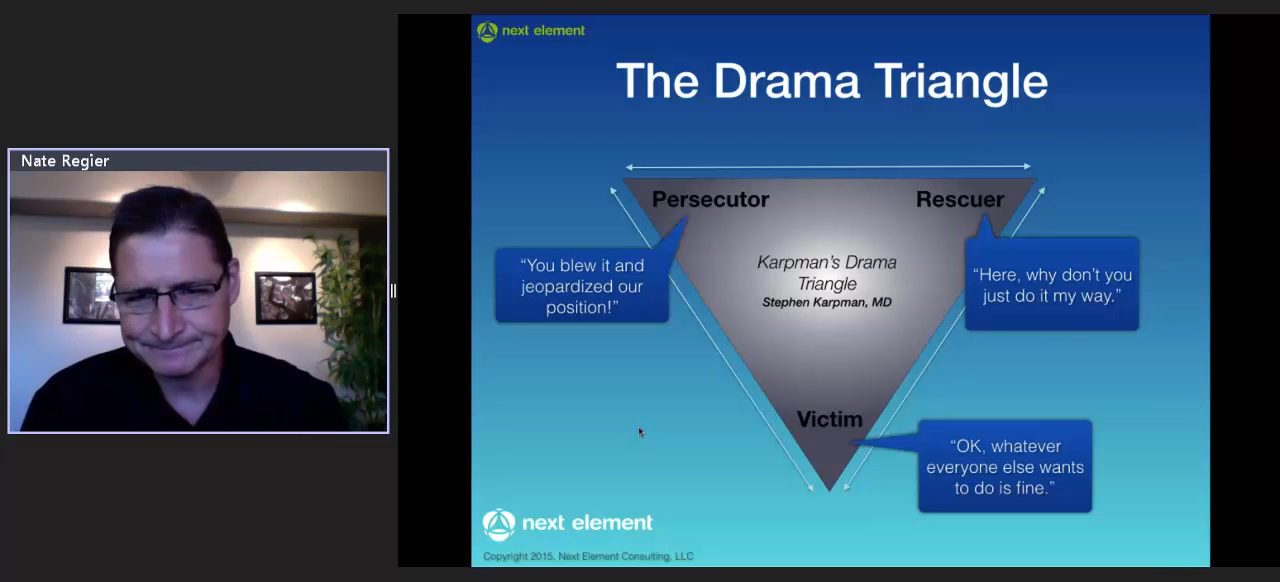 Nate Regier
next element
The Drama Triangle
Persecutor
Rescuer
“You blew it and
jeopardized our
position!”
Karpman’s Drama
Triangle
Stephen Karpman, MD
“Here, why don’t you
just do it my way.”
Victim
“OK, whatever
everyone else wants
to do is fine.”
next element
Copyright 2015, Next Element Consulting, LLC